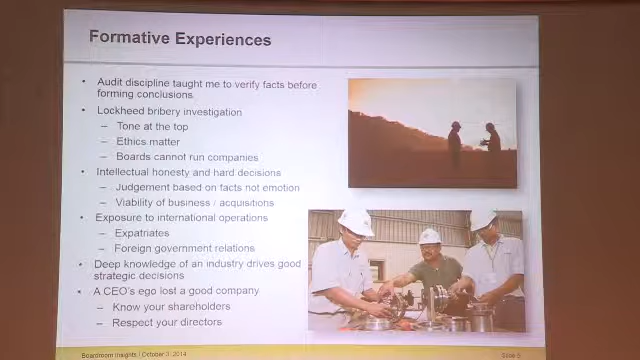 Formative Experiences
• Audit discipline taught me to verify facts before
forming conclusions
• Lockheed bribery investigation
– Tone at the top
– Ethics matter
– Boards cannot run companies
• Intellectual honesty and hard decisions
– Judgement based on facts not emotion
– Viability of business / acquisitions
• Exposure to international operations
– Expatriates
– Foreign government relations
• Deep knowledge of an industry drives good
strategic decisions
• A CEO's ego lost a good company
– Know your shareholders
– Respect your directors
Boardroom Insights / October 3, 2014
Slide 5